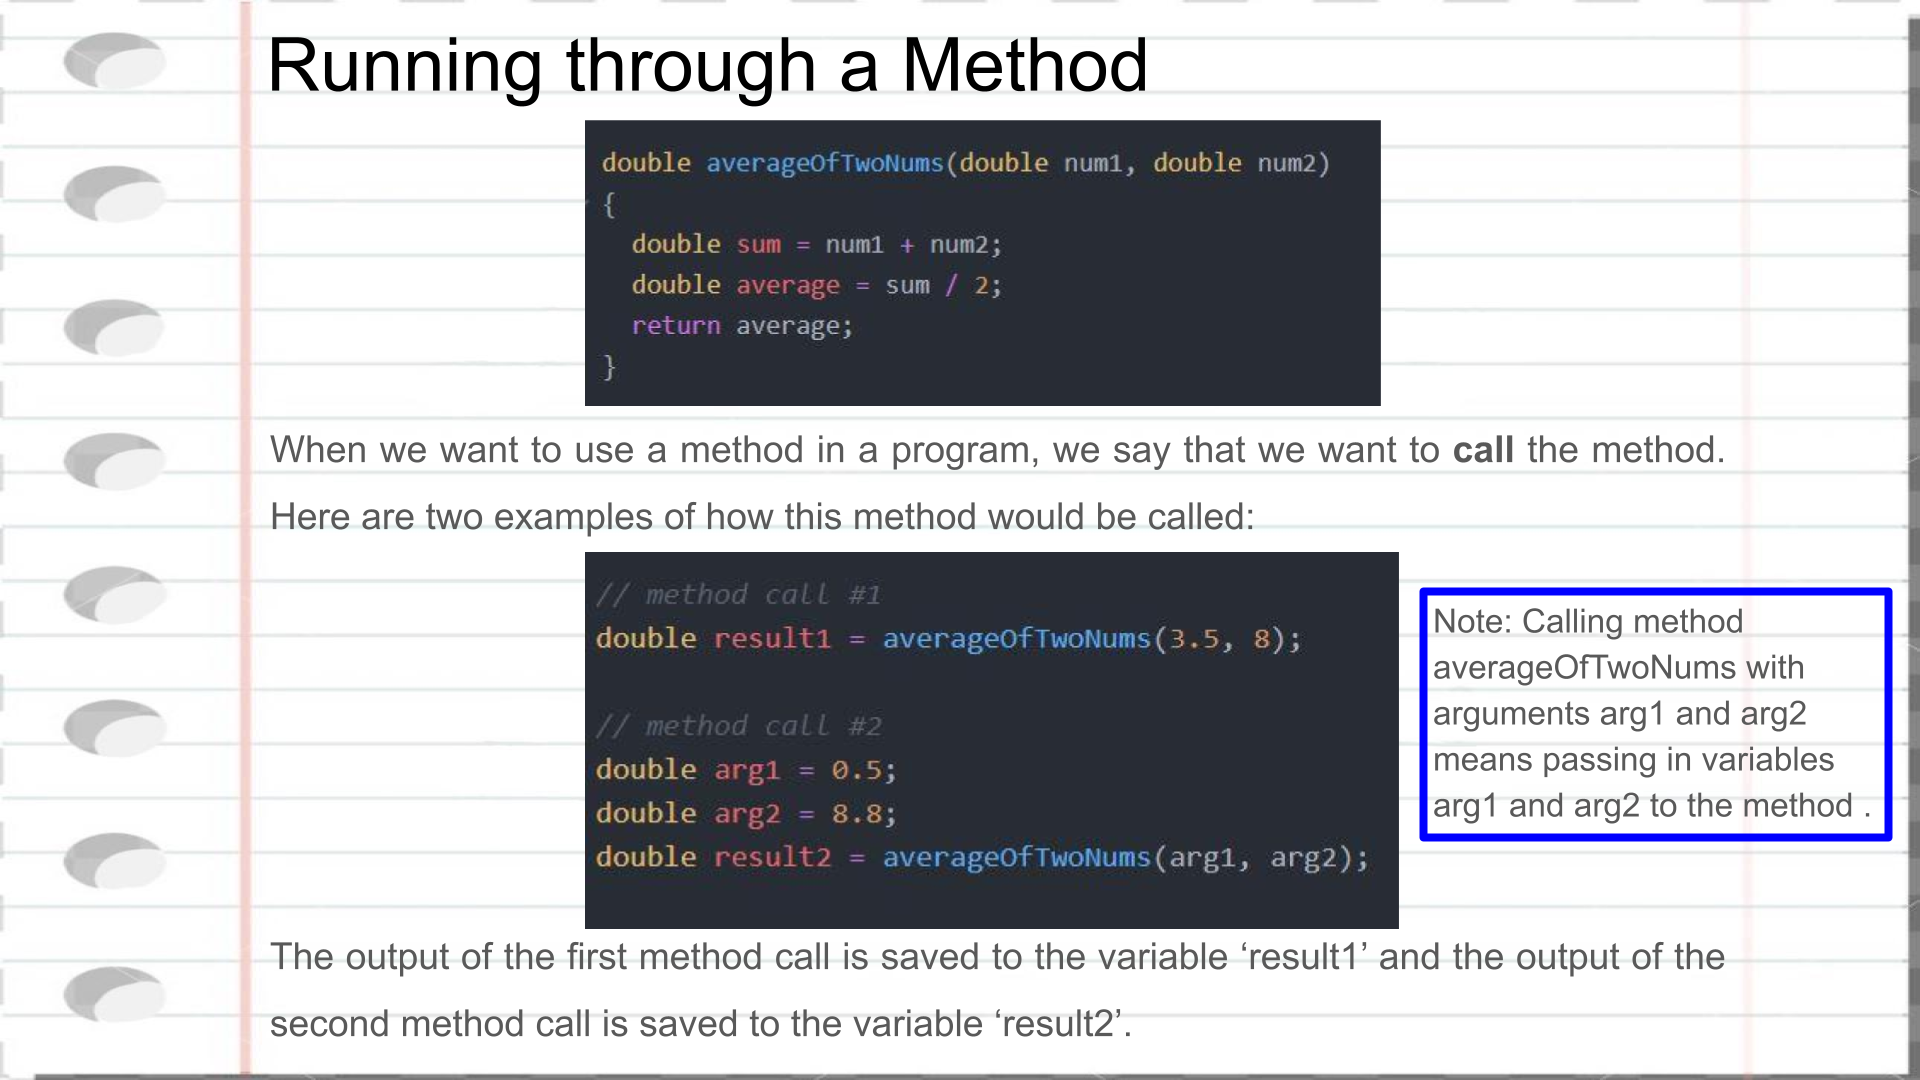 Running through a Method
double averageOfTwoNums(double num1, double num2)
{
double sum = num1 + num2;
double average = sum / 2;
return average;
}
When we want to use a method in a program, we say that we want to call the method.
Here are two examples of how this method would be called:
// method call #1
double result1 = averageOfTwoNums(3.5, 8);
// method call #2
double arg1 = 0.5;
double arg2 = 8.8;
double result2 = averageOfTwoNums(arg1, arg2);
Note: Calling method
averageOfTwoNums with
arguments arg1 and arg2
means passing in variables
arg1 and arg2 to the method .
The output of the first method call is saved to the variable ‘result1’ and the output of the
second method call is saved to the variable ‘result2’.